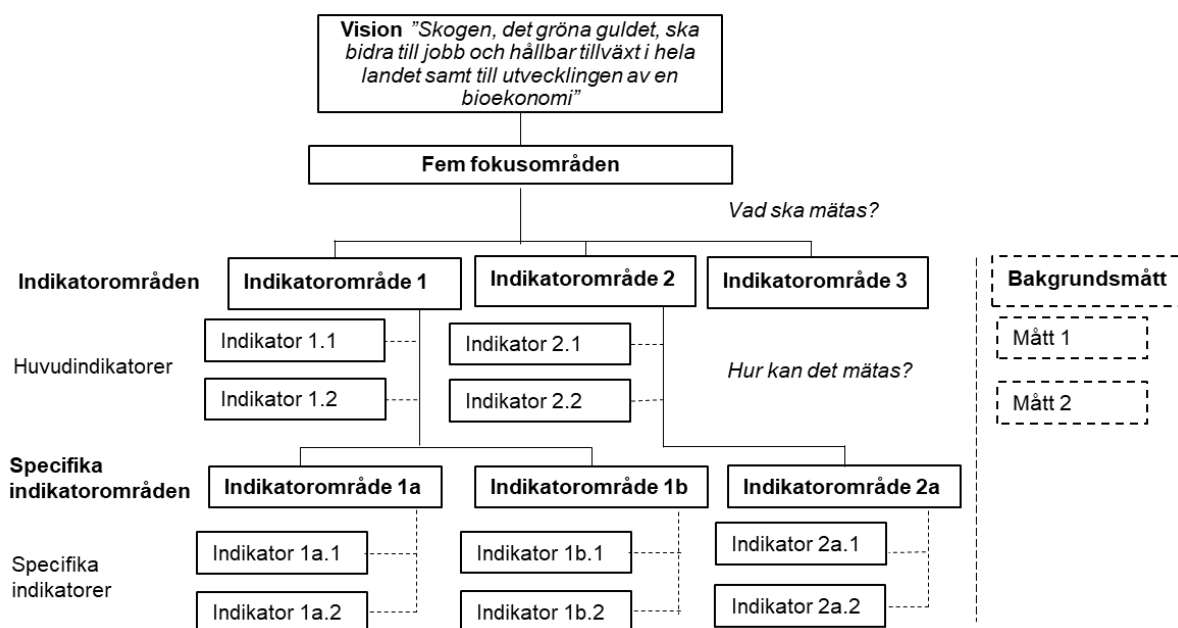 Vision ”Skogen, det gröna guldet, ska
bidra till jobb och hållbar tillväxt i hela
landet samt till utvecklingen av en
bioekonomi”
Fem fokusområden
Vad ska mätas?
Indikatorområden
Indikatorområde 1
Indikatorområde 2
Indikatorområde 3
Bakgrundsmått
Huvudindikatorer
Indikator 1.1
Indikator 2.1
Mått 1
Hur kan det mätas?
Indikator 1.2
Indikator 2.2
Mått 2
Specifika
indikatorområden
Indikatorområde 1a
Indikatorområde 1b
Indikatorområde 2a
Specifika
indikatorer
Indikator 1a.1
Indikator 1b.1
Indikator 2a.1
Indikator 1a.2
Indikator 1b.2
Indikator 2a.2